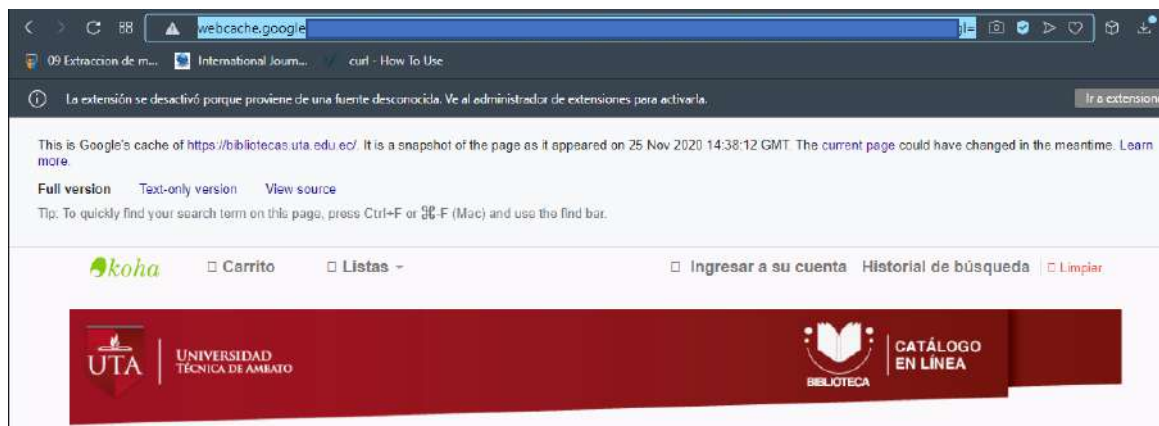 webcache.google
gl=
09 Extraccion de m... International Journ... curl - How To Use
La extensión se desactivó porque proviene de una fuente desconocida. Ve al administrador de extensiones para activarla. Ir a extensione
This is Google's cache of https://bibliotecas.uta.edu.ec/. It is a snapshot of the page as it appeared on 25 Nov 2020 14:38:12 GMT. The current page could have changed in the meantime. Learn
more.
Full version Text-only version View source
Tip: To quickly find your search term on this page, press Ctrl+F or ⌘-F (Mac) and use the find bar.
koha Carrito Listas Ingresar a su cuenta Historial de búsqueda Limpiar
UTA
UNIVERSIDAD
TÉCNICA DE AMBATO
BIBLIOTECA
CATÁLOGO
EN LÍNEA